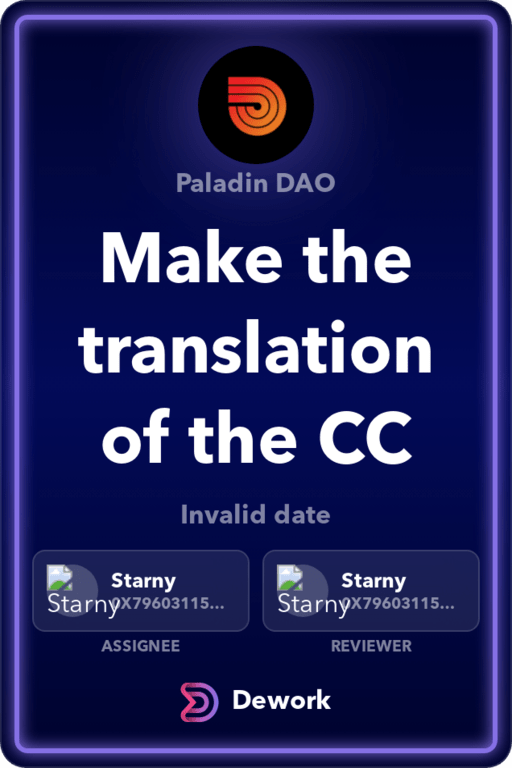 Paladin DAO
Make the
translation
of the CC
Invalid date
Starny
Starny
0X79603115...
ASSIGNEE
Starny
Starny
0X79603115...
REVIEWER
Dework